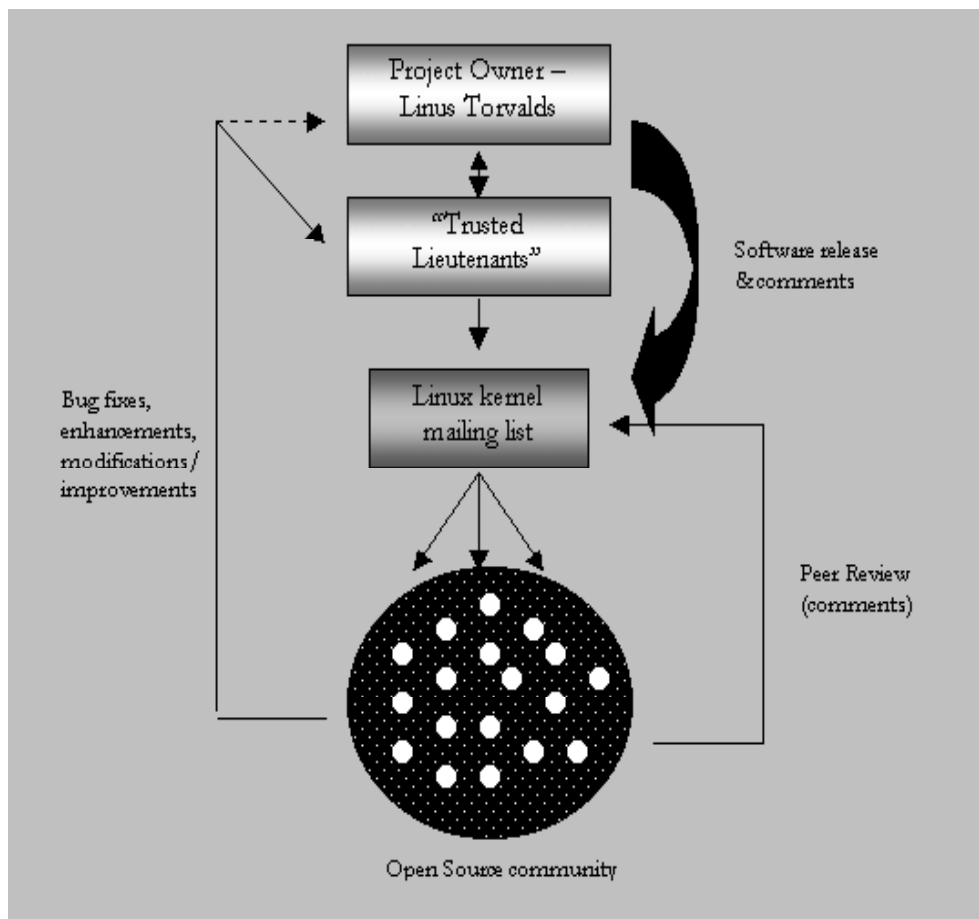 Project Owner –
Linus Torvalds
“Trusted
Lieutenants”
Software release
& comments
Linux kernel
mailing list
Bug fixes,
enhancements,
modifications/
improvements
Peer Review
(comments)
Open Source community